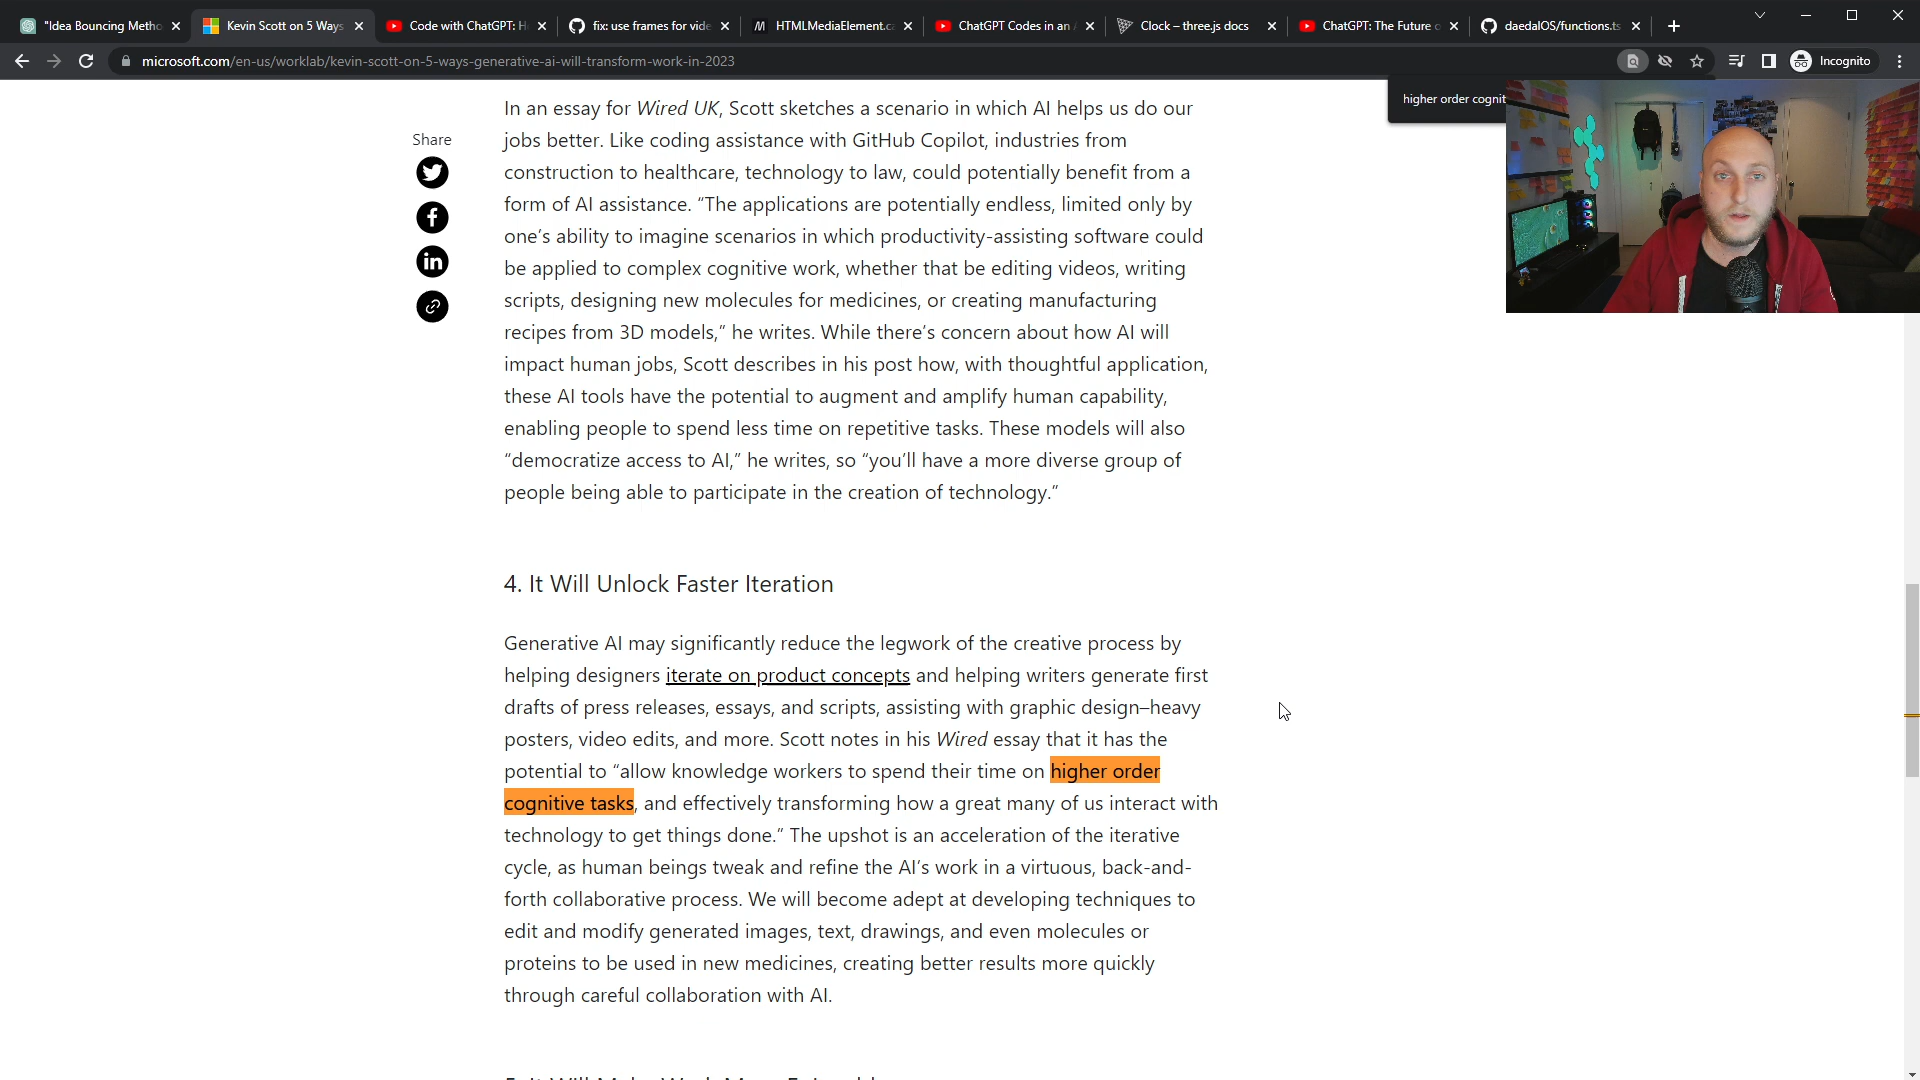 "Idea Bouncing Metho
Kevin Scott on 5 Ways
Code with ChatGPT: H
fix: use frames for vide
HTMLMediaElement.ca
ChatGPT Codes in an
Clock – three.js docs
ChatGPT: The Future o
daedalOS/functions.ts
microsoft.com/en-us/worklab/kevin-scott-on-5-ways-generative-ai-will-transform-work-in-2023
Incognito
higher order cognit
Share
In an essay for Wired UK, Scott sketches a scenario in which AI helps us do our
jobs better. Like coding assistance with GitHub Copilot, industries from
construction to healthcare, technology to law, could potentially benefit from a
form of AI assistance. “The applications are potentially endless, limited only by
one’s ability to imagine scenarios in which productivity-assisting software could
be applied to complex cognitive work, whether that be editing videos, writing
scripts, designing new molecules for medicines, or creating manufacturing
recipes from 3D models,” he writes. While there’s concern about how AI will
impact human jobs, Scott describes in his post how, with thoughtful application,
these AI tools have the potential to augment and amplify human capability,
enabling people to spend less time on repetitive tasks. These models will also
“democratize access to AI,” he writes, so “you’ll have a more diverse group of
people being able to participate in the creation of technology.”
4. It Will Unlock Faster Iteration
Generative AI may significantly reduce the legwork of the creative process by
helping designers iterate on product concepts and helping writers generate first
drafts of press releases, essays, and scripts, assisting with graphic design–heavy
posters, video edits, and more. Scott notes in his Wired essay that it has the
potential to “allow knowledge workers to spend their time on higher order
cognitive tasks, and effectively transforming how a great many of us interact with
technology to get things done.” The upshot is an acceleration of the iterative
cycle, as human beings tweak and refine the AI’s work in a virtuous, back-and-
forth collaborative process. We will become adept at developing techniques to
edit and modify generated images, text, drawings, and even molecules or
proteins to be used in new medicines, creating better results more quickly
through careful collaboration with AI.